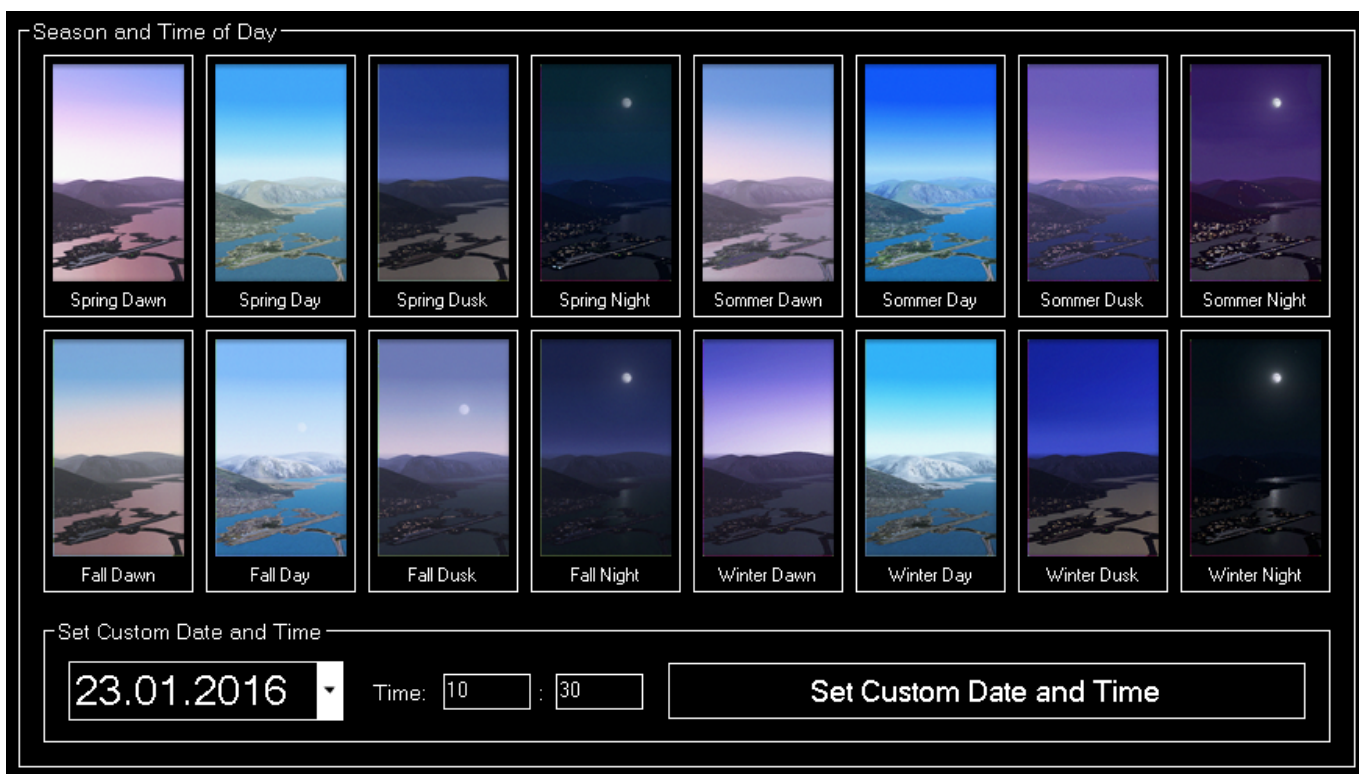 Season and Time of Day
Spring Dawn
Spring Day
Spring Dusk
Spring Night
Sommer Dawn
Sommer Day
Sommer Dusk
Sommer Night
Fall Dawn
Fall Day
Fall Dusk
Fall Night
Winter Dawn
Winter Day
Winter Dusk
Winter Night
Set Custom Date and Time
23.01.2016 Time: 10 : 30 Set Custom Date and Time